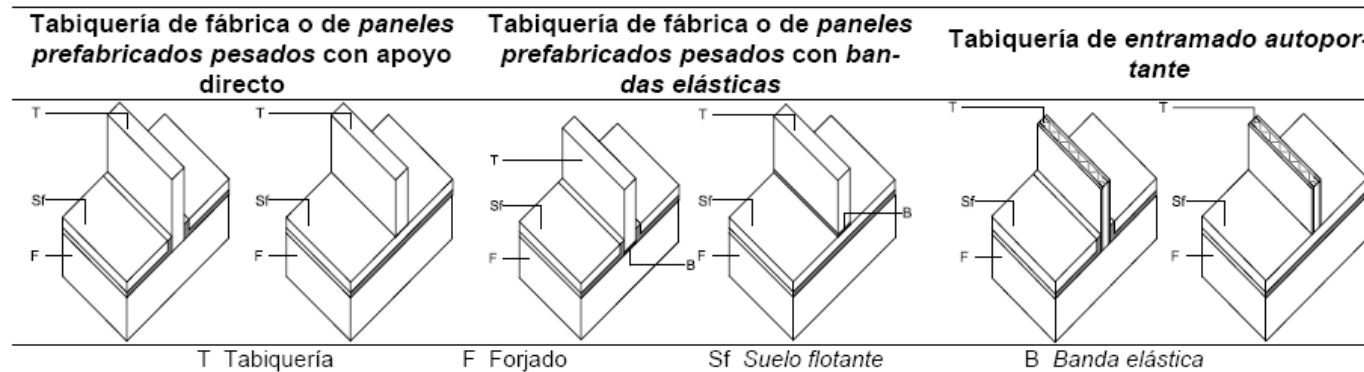 Tabiquería de fábrica o de paneles
prefabricados pesados con apoyo
directo
Tabiquería de fábrica o de paneles
prefabricados pesados con ban-
das elásticas
Tabiquería de entramado autopor-
tante
T
Sf
F
T
Sf
F
T
Sf
F
B
T
Sf
F
B
T
Sf
F
T
Sf
F
T Tabiquería F Forjado Sf Suelo flotante B Banda elástica